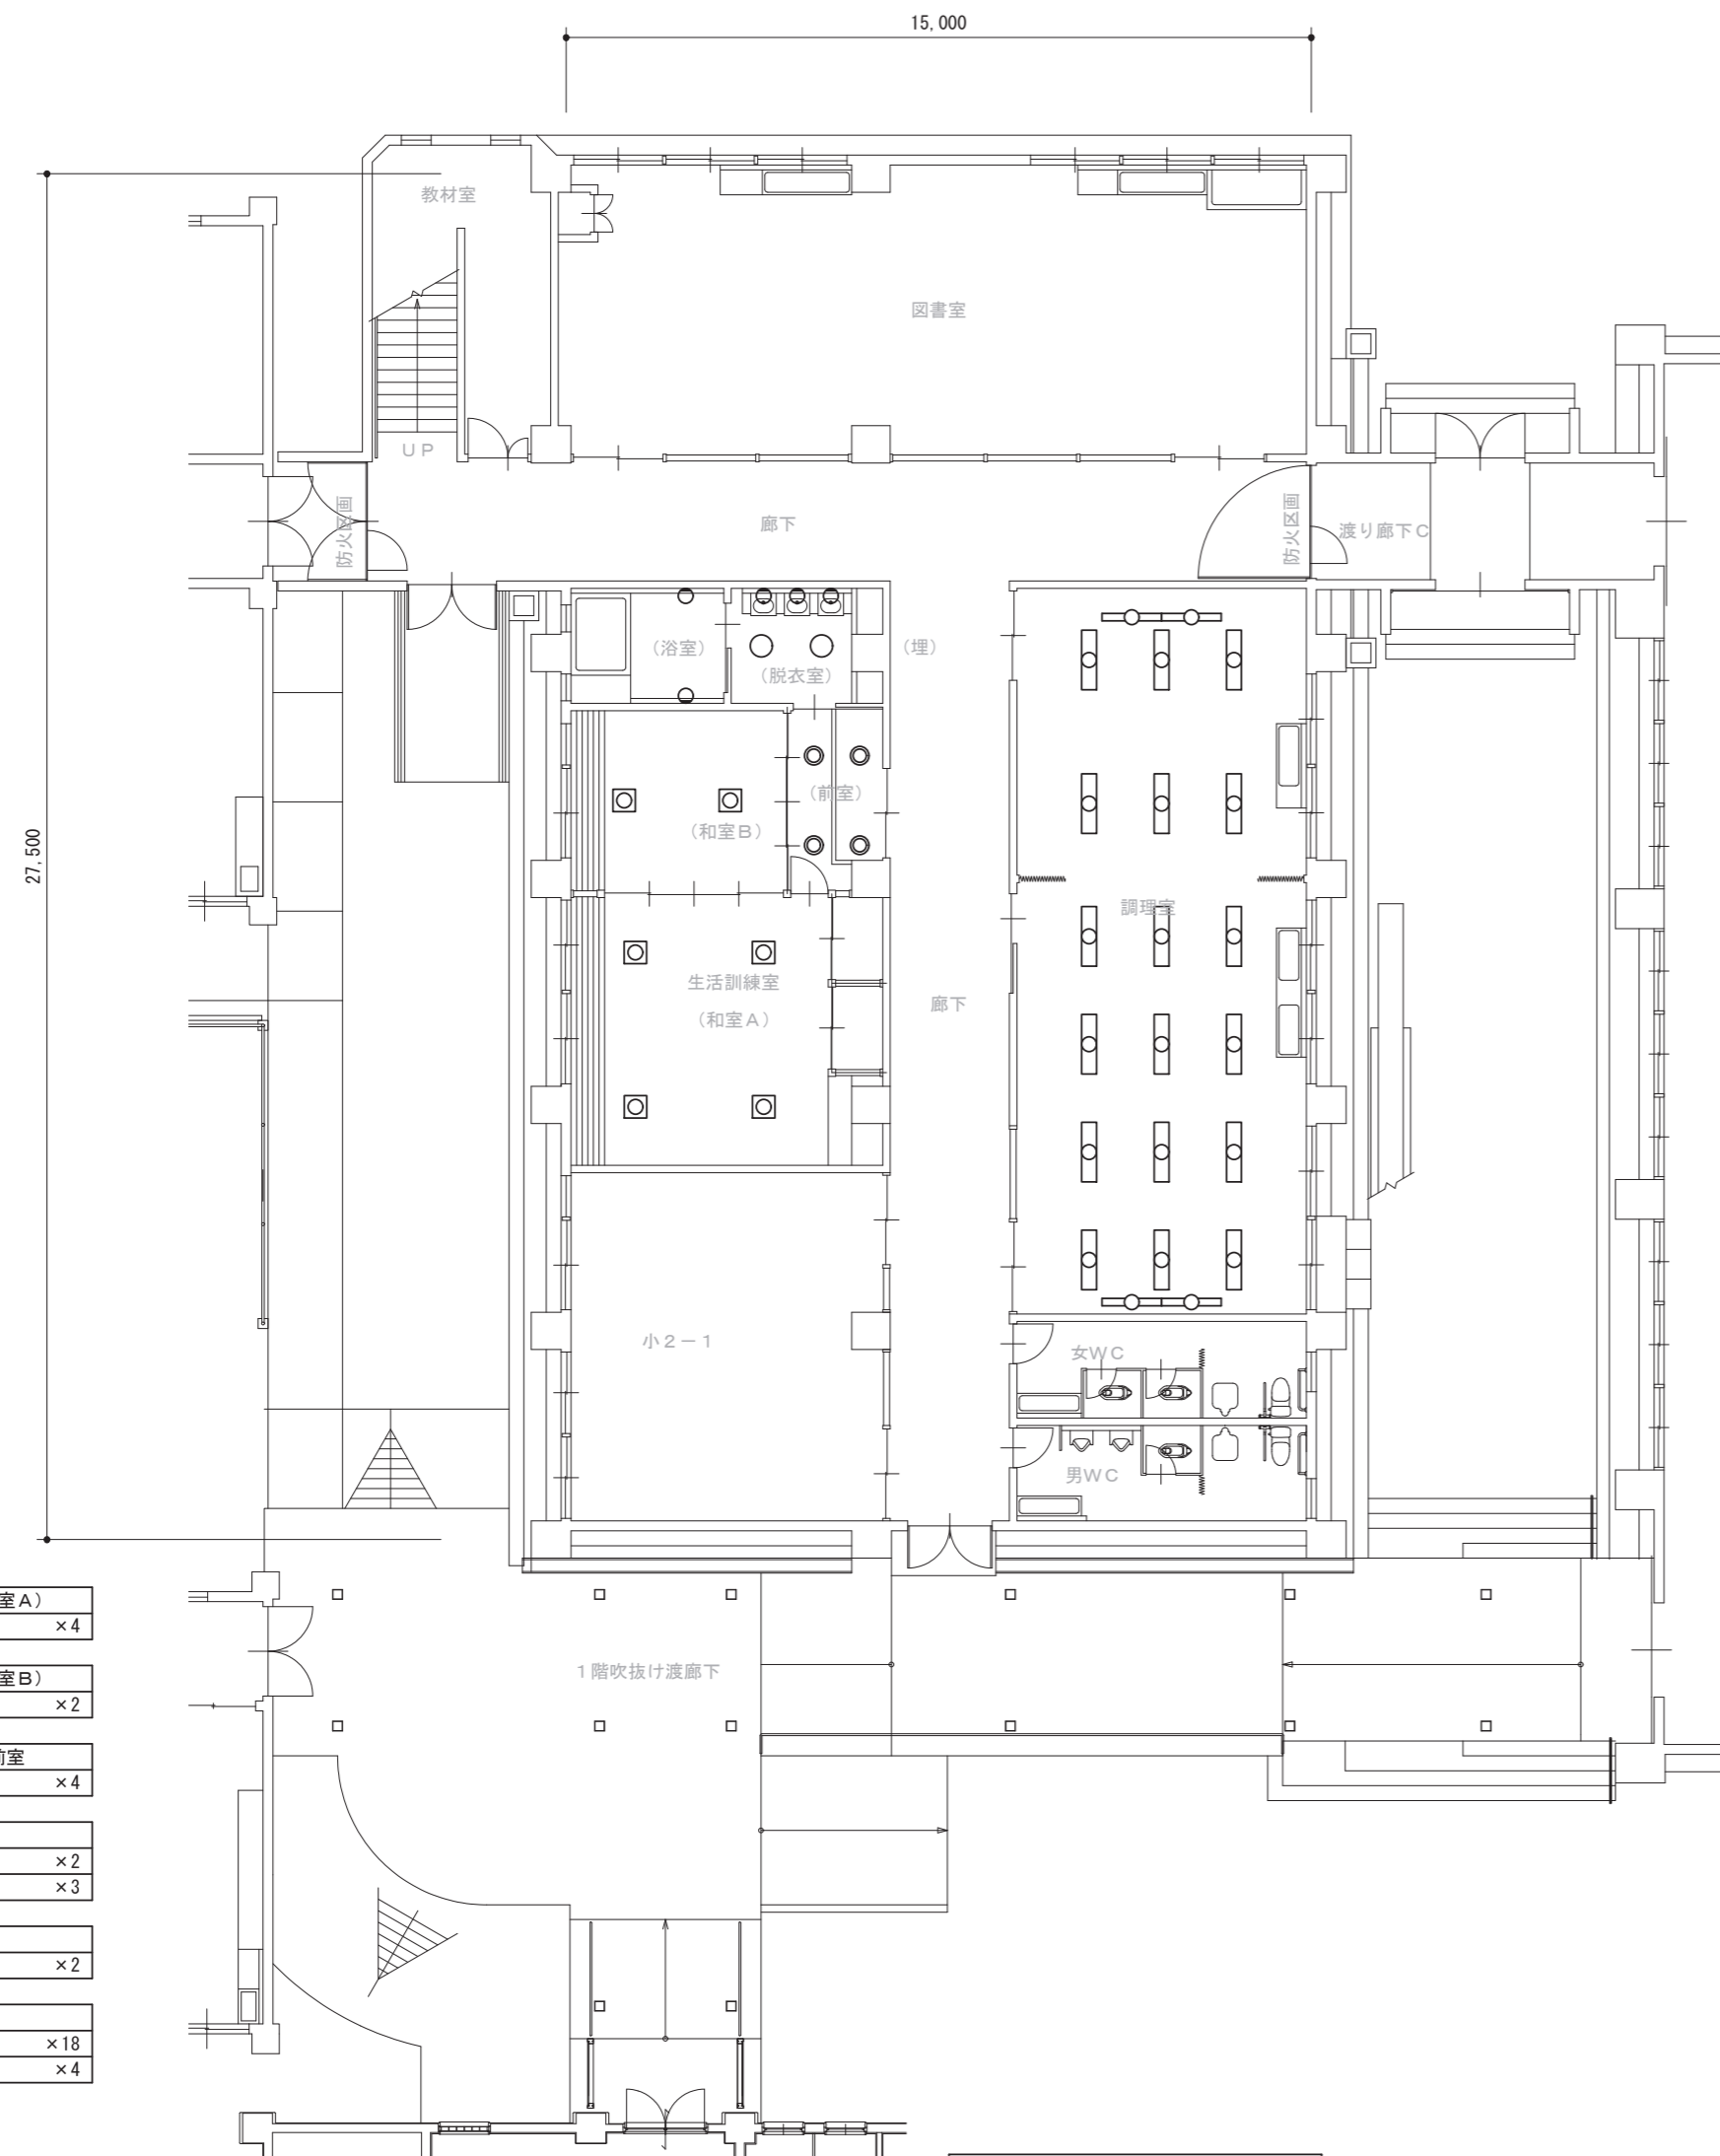 15,000
教材室
図書室
UP
防火区画
廊下
防火区画
渡り廊下C
(浴室)
(脱衣室)
(埋)
27,500
(和室B)
(前室)
調理室
生活訓練室
(和室A)
廊下
小2-1
女WC
男WC
室A)
×4
1階吹抜け渡廊下
室B)
×2
前室
×4
×2
×3
×2
×18
×4